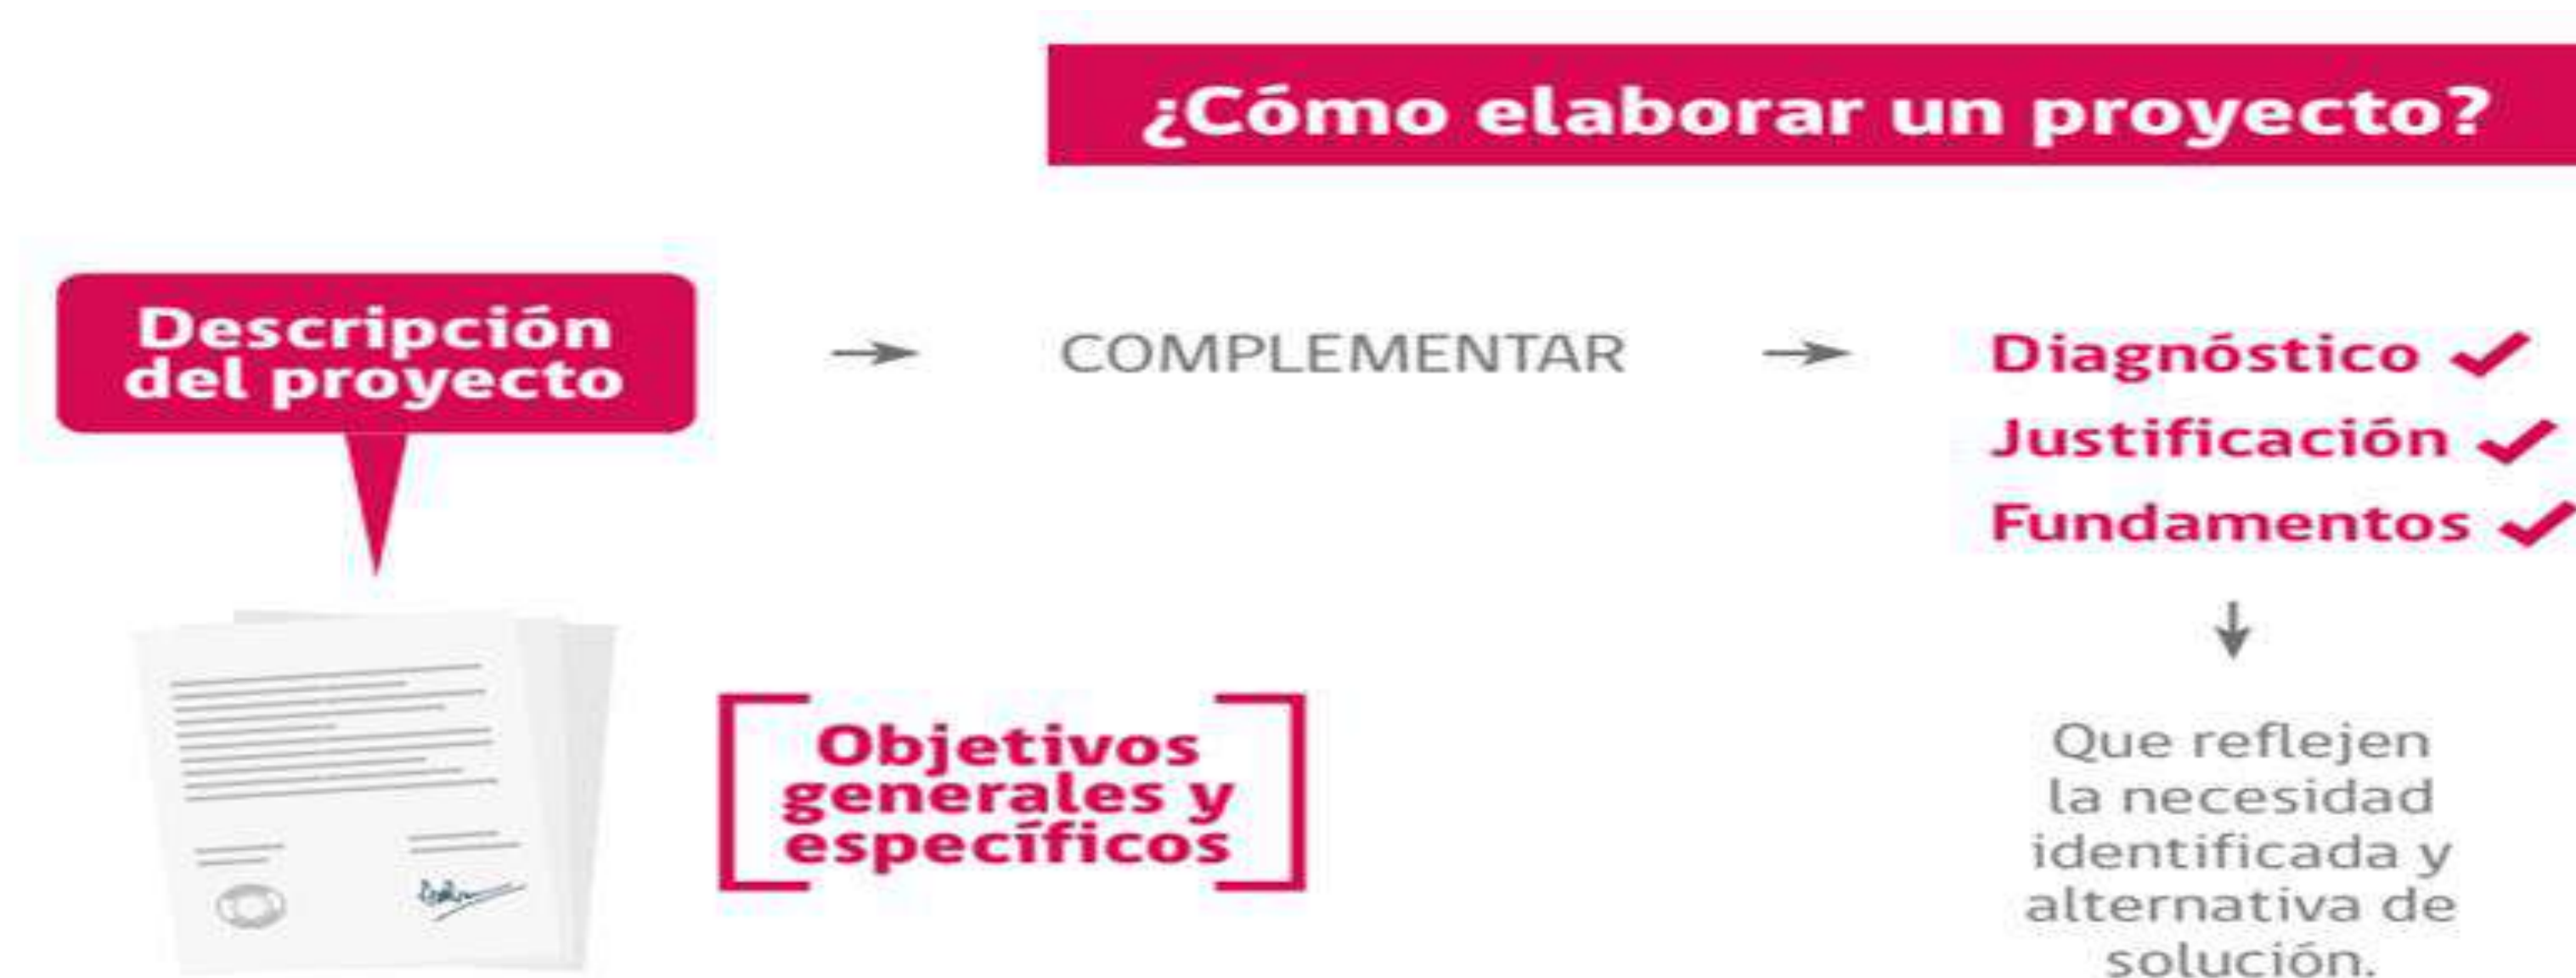 ¿Cómo elaborar un proyecto?
Descripción
del proyecto
COMPLEMENTAR
Diagnóstico
Justificación
Fundamentos
Objetivos
generales y
específicos
Que reflejen
la necesidad
identificada y
alternativa de
solución.